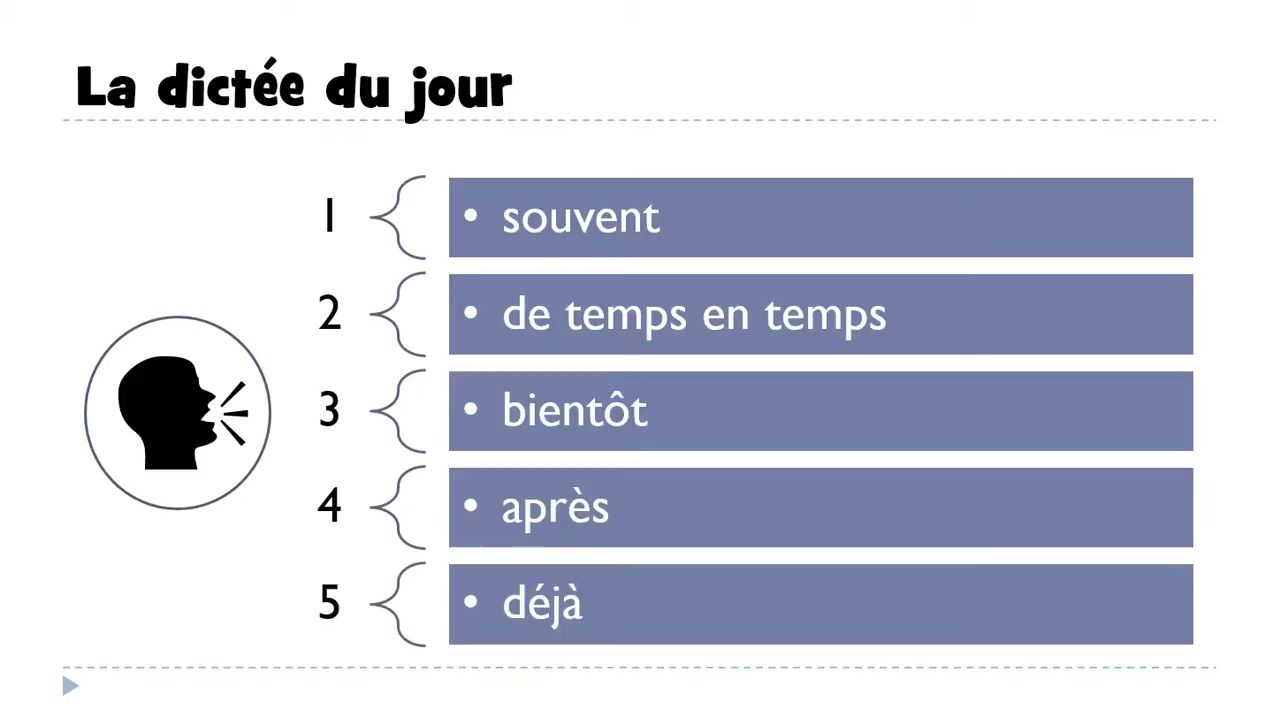 La dictée du jour
1
• souvent
2
• de temps en temps
3
• bientôt
4
• après
5
• déjà